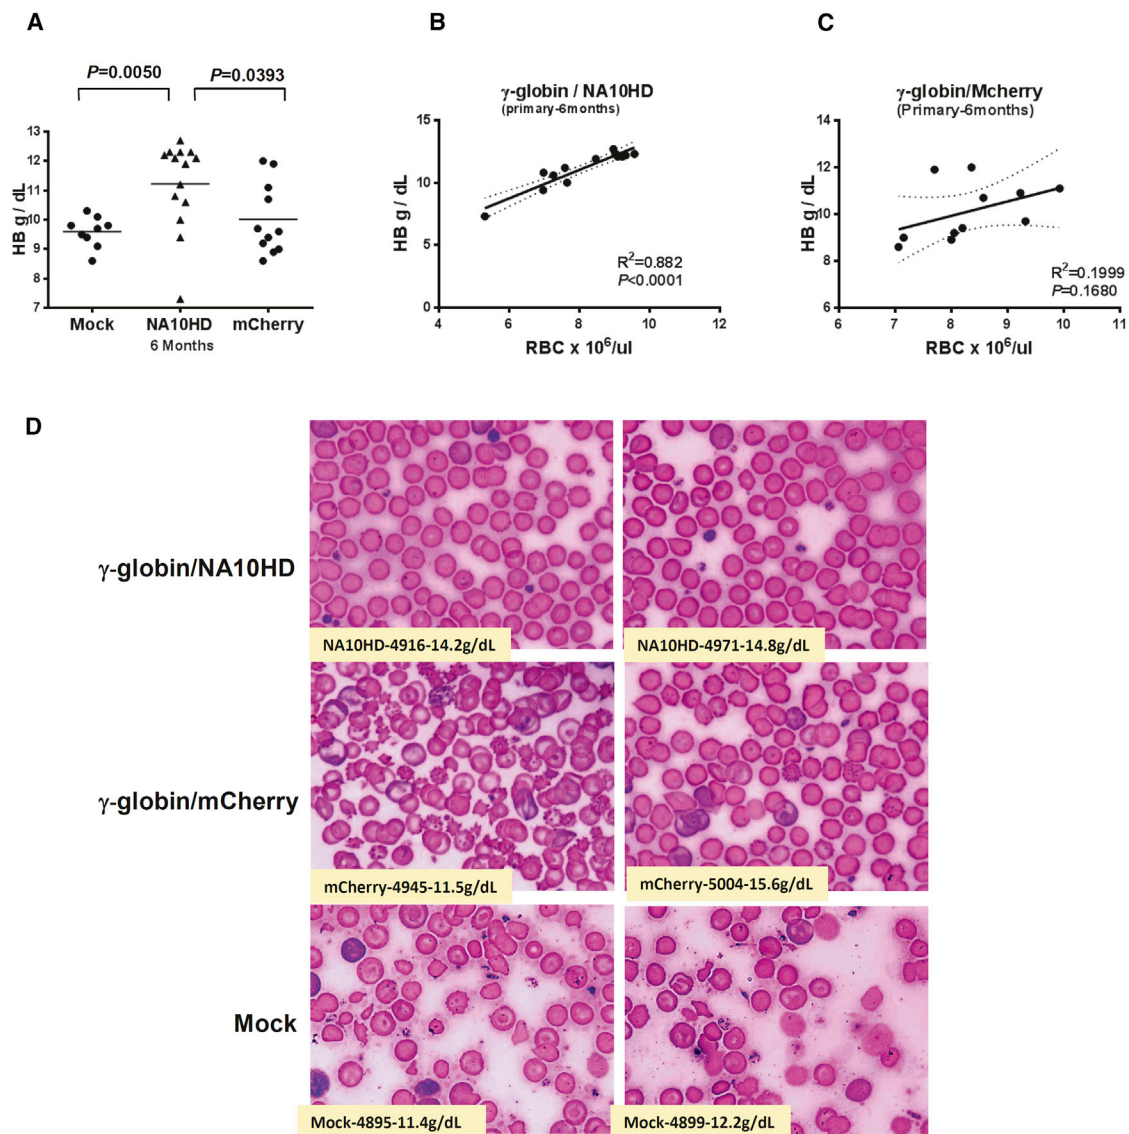 A
P=0.0050
P=0.0393
HB g / dL
13
12
11
10
9
8
7
Mock
NA10HD
mCherry
6 Months
B
γ-globin / NA10HD
(primary-6months)
HB g / dL
15
10
5
0
4
6
8
10
12
R²=0.882
P<0.0001
RBC x 10⁶/ul
C
γ-globin/Mcherry
(Primary-6months)
HB g / dL
14
12
10
8
6
6
7
8
9
10
11
R²=0.1999
P=0.1680
RBC x 10⁶/ul
D
γ-globin/NA10HD
NA10HD-4916-14.2g/dL
NA10HD-4971-14.8g/dL
γ-globin/mCherry
mCherry-4945-11.5g/dL
mCherry-5004-15.6g/dL
Mock
Mock-4895-11.4g/dL
Mock-4899-12.2g/dL